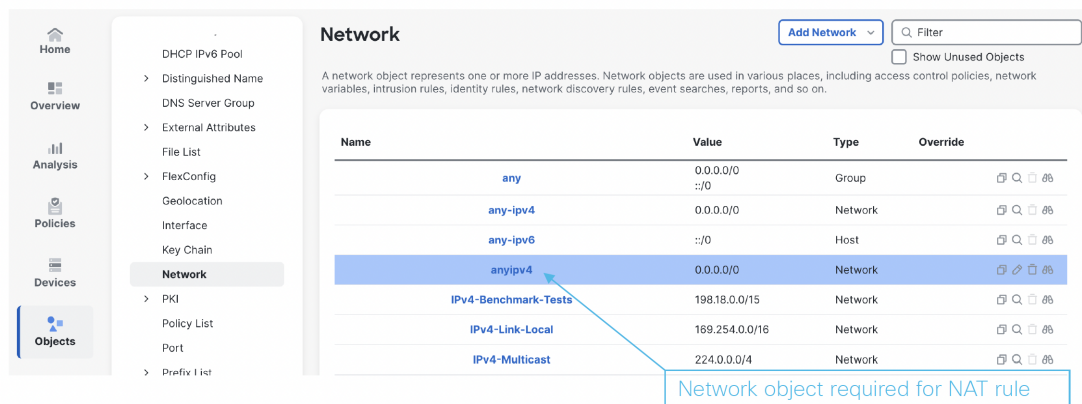 Home
Overview
Analysis
Policies
Devices
Objects
DHCP IPv6 Pool
Distinguished Name
DNS Server Group
External Attributes
File List
FlexConfig
Geolocation
Interface
Key Chain
Network
PKI
Policy List
Port
Prefix List
Network
Add Network
Filter
Show Unused Objects
A network object represents one or more IP addresses. Network objects are used in various places, including access control policies, network
variables, intrusion rules, identity rules, network discovery rules, event searches, reports, and so on.
Name Value Type Override
any 0.0.0.0/0 Group
::/0
any-ipv4 0.0.0.0/0 Network
any-ipv6 ::/0 Host
anyipv4 0.0.0.0/0 Network
IPv4-Benchmark-Tests 198.18.0.0/15 Network
IPv4-Link-Local 169.254.0.0/16 Network
IPv4-Multicast 224.0.0.0/4 Network
Network object required for NAT rule